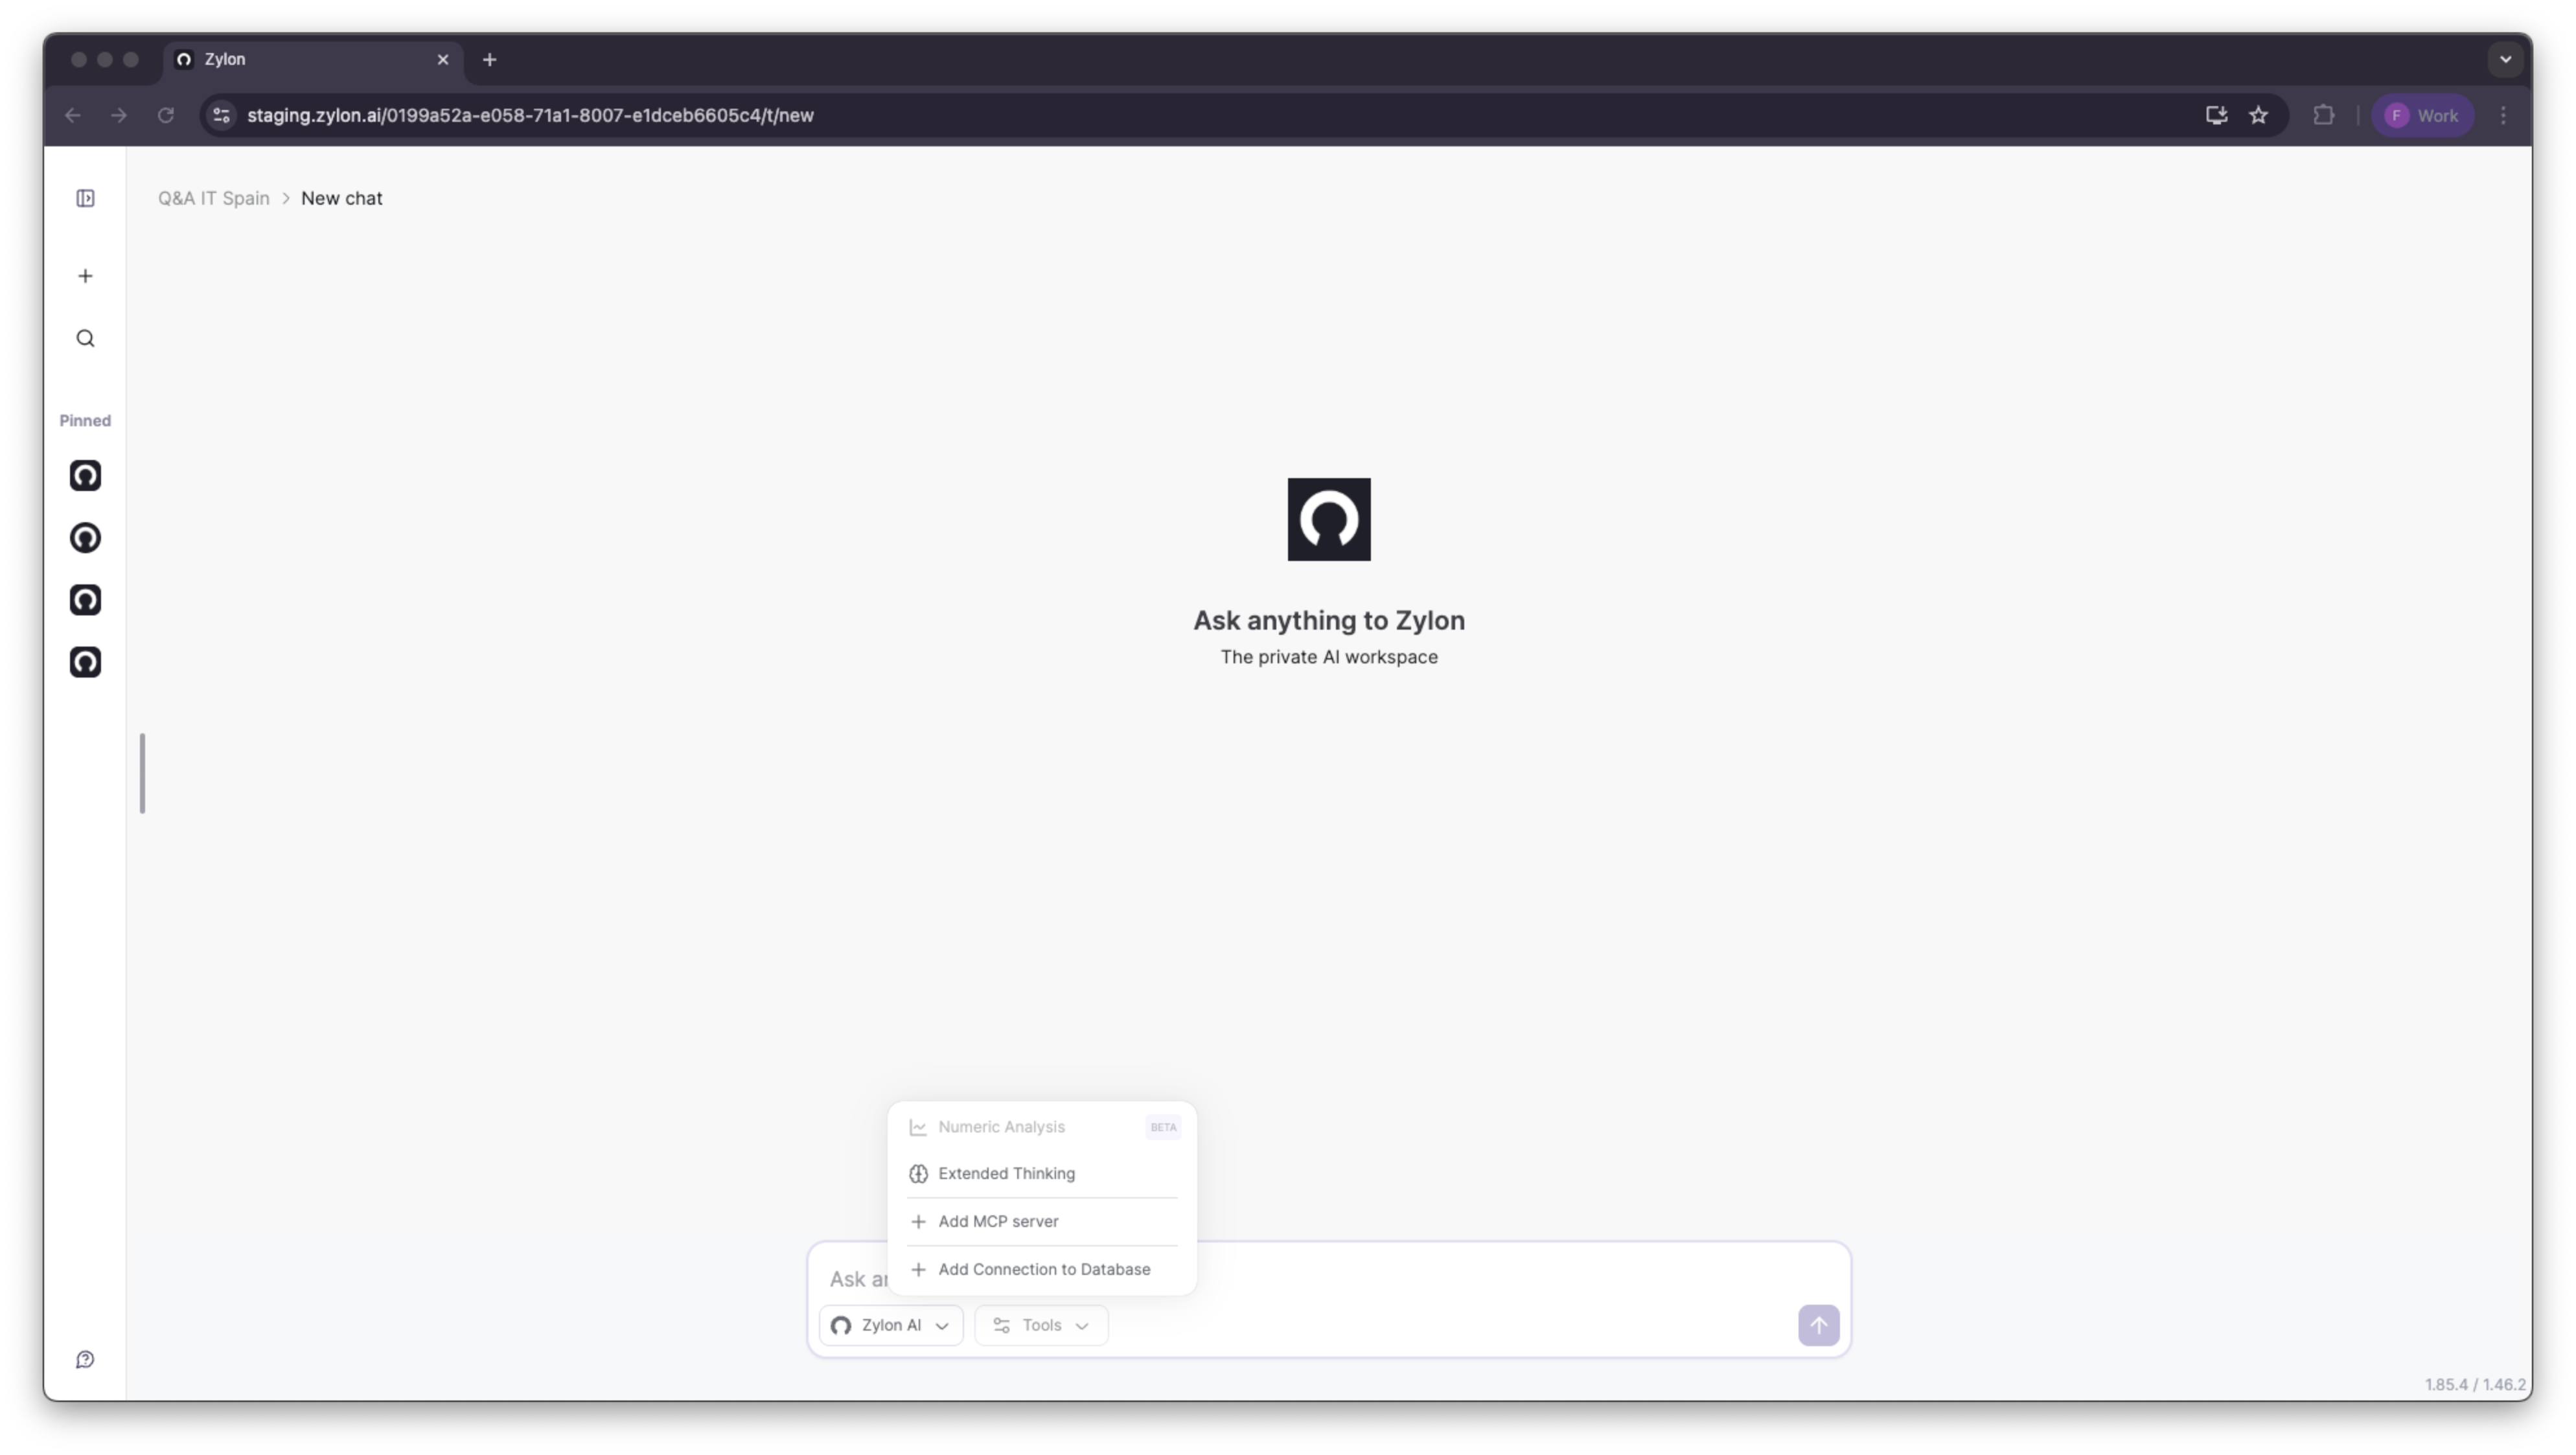 Zylon
staging.zylon.ai/0199a52a-e058-71a1-8007-e1dceb6605c4/t/new
F Work
Q&A IT Spain > New chat
Pinned
Ask anything to Zylon
The private AI workspace
Numeric Analysis BETA
Extended Thinking
Add MCP server
Add Connection to Database
Ask
Zylon AI
Tools
1.85.4 / 1.46.2